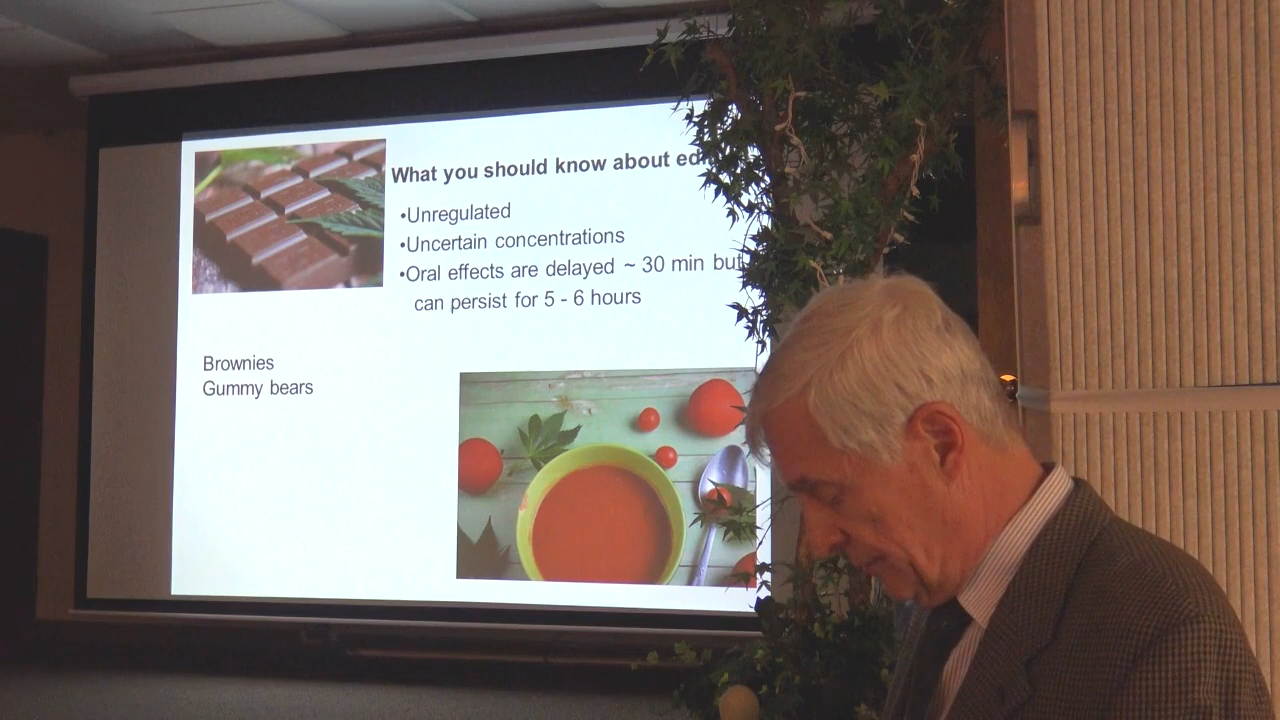 What you should know about
•Unregulated
•Uncertain concentrations
•Oral effects are delayed ~ 30 min but
can persist for 5 - 6 hours
Brownies
Gummy bears